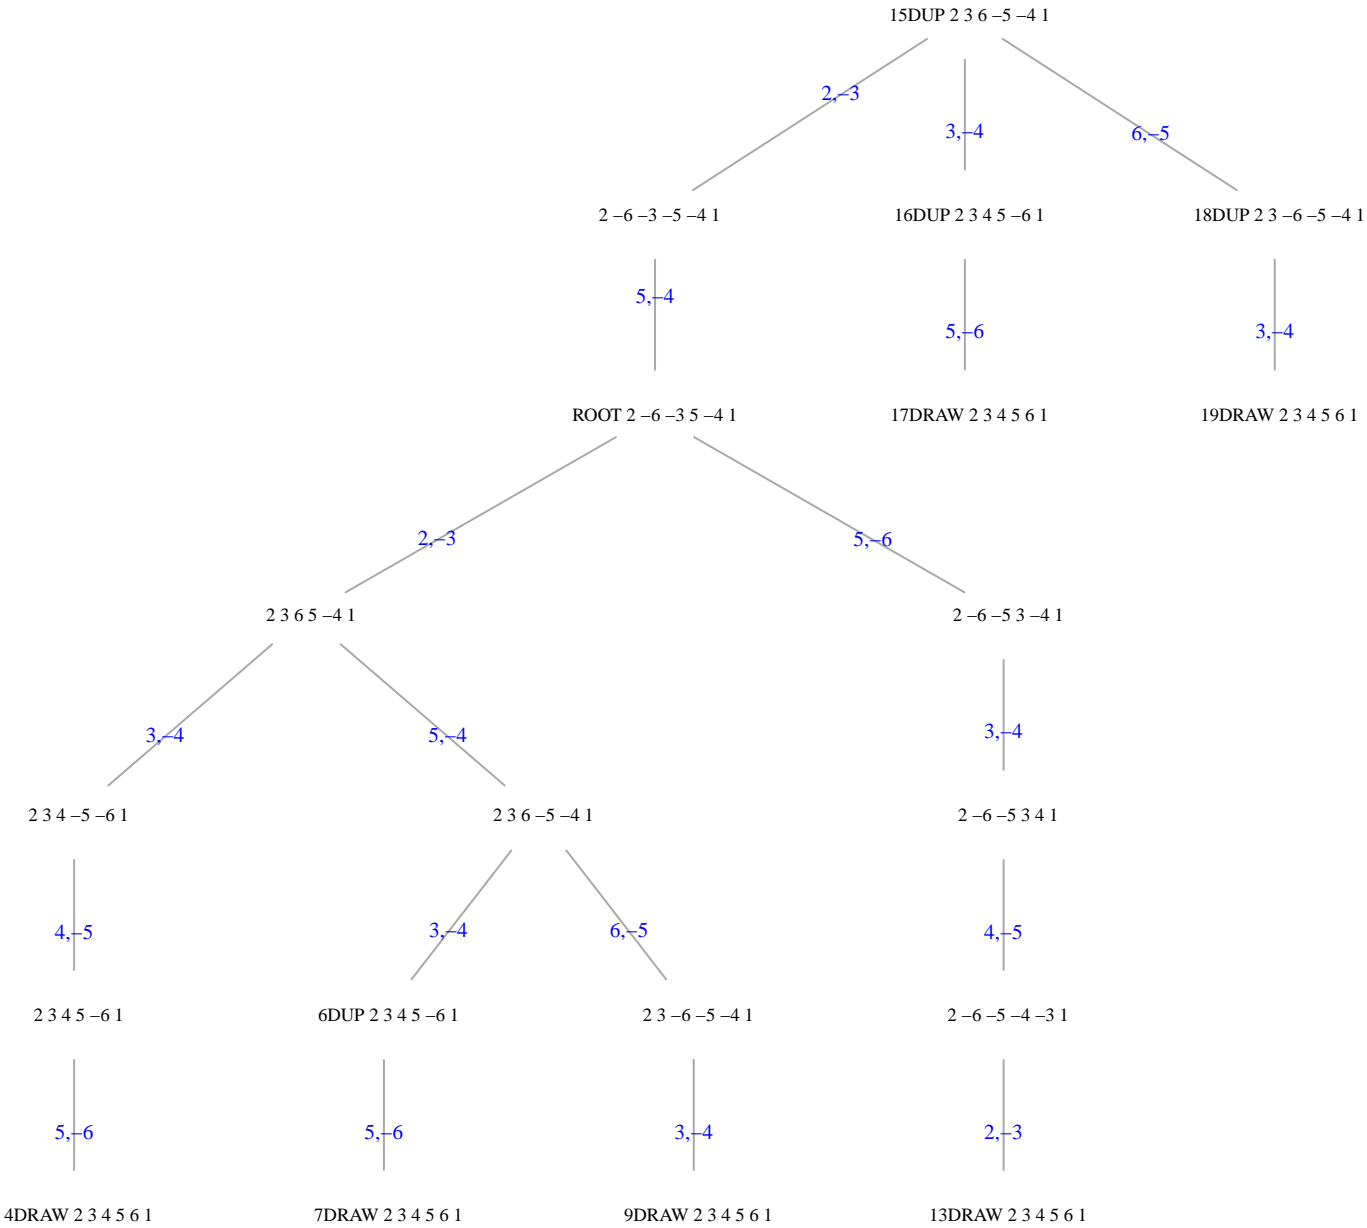 15DUP 2 3 6 –5 –4 1
2,–3
3,–4
6,–5
2 –6 –3 –5 –4 1
16DUP 2 3 4 5 –6 1
18DUP 2 3 –6 –5 –4 1
5,–4
5,–6
3,–4
ROOT 2 –6 –3 5 –4 1
17DRAW 2 3 4 5 6 1
19DRAW 2 3 4 5 6 1
2,–3
5,–6
2 3 6 5 –4 1
2 –6 –5 3 –4 1
3,–4
5,–4
3,–4
2 3 4 –5 –6 1
2 3 6 –5 –4 1
2 –6 –5 3 4 1
4,–5
3,–4
6,–5
4,–5
2 3 4 5 –6 1
6DUP 2 3 4 5 –6 1
2 3 –6 –5 –4 1
2 –6 –5 –4 –3 1
5,–6
5,–6
3,–4
2,–3
4DRAW 2 3 4 5 6 1
7DRAW 2 3 4 5 6 1
9DRAW 2 3 4 5 6 1
13DRAW 2 3 4 5 6 1